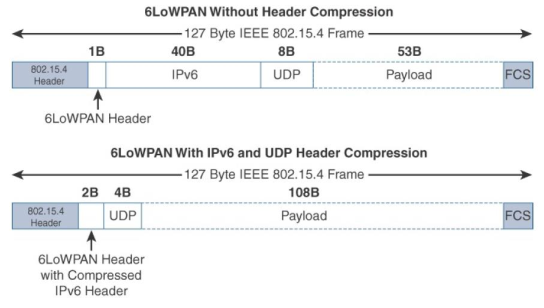 6LoWPAN Without Header Compression
127 Byte IEEE 802.15.4 Frame
1B 40B 8B 53B
802.15.4
Header
IPv6 UDP Payload FCS
6LoWPAN Header
6LoWPAN With IPv6 and UDP Header Compression
127 Byte IEEE 802.15.4 Frame
2B 4B 108B
802.15.4
Header
UDP Payload FCS
6LoWPAN Header
with Compressed
IPv6 Header